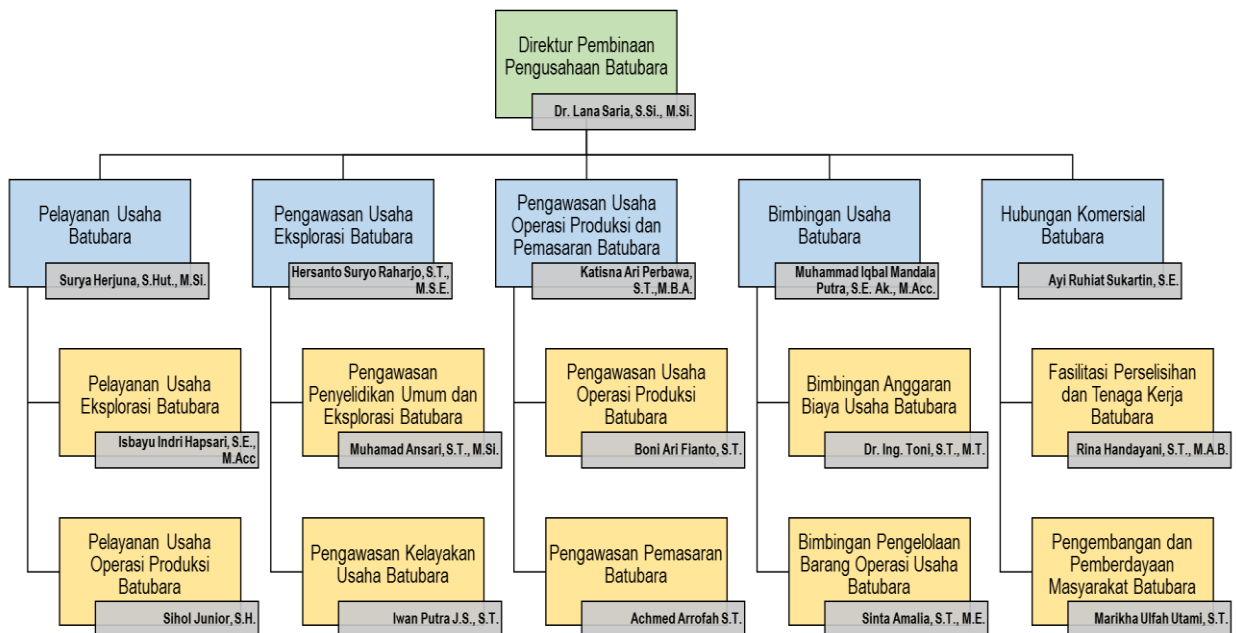 Direktur Pembinaan
Pengusahaan Batubara
Dr. Lana Saria, S.Si., M.Si.
Pelayanan Usaha
Batubara
Surya Herjuna, S.Hut., M.Si.
Pelayanan Usaha
Eksplorasi Batubara
Isbayu Indri Hapsari, S.E.,
M.Acc
Pelayanan Usaha
Operasi Produksi
Batubara
Sihol Junior, S.H.
Pengawasan Usaha
Eksplorasi Batubara
Hersanto Suryo Raharjo, S.T.,
M.S.E.
Pengawasan
Penyelidikan Umum dan
Eksplorasi Batubara
Muhamad Ansari, S.T., M.Si.
Pengawasan Kelayakan
Usaha Batubara
Iwan Putra J.S., S.T.
Pengawasan Usaha
Operasi Produksi dan
Pemasaran Batubara
Katisna Ari Perbawa,
S.T.,M.B.A.
Pengawasan Usaha
Operasi Produksi
Batubara
Boni Ari Fianto, S.T.
Pengawasan Pemasaran
Batubara
Achmed Arrofah S.T.
Bimbingan Usaha
Batubara
Muhammad Iqbal Mandala
Putra, S.E. Ak., M.Acc.
Bimbingan Anggaran
Biaya Usaha Batubara
Dr. Ing. Toni, S.T., M.T.
Bimbingan Pengelolaan
Barang Operasi Usaha
Batubara
Sinta Amalia, S.T., M.E.
Hubungan Komersial
Batubara
Ayi Ruhiat Sukartin, S.E.
Fasilitasi Perselisihan
dan Tenaga Kerja
Batubara
Rina Handayani, S.T., M.A.B.
Pengembangan dan
Pemberdayaan
Masyarakat Batubara
Marikha Ulfah Utami, S.T.